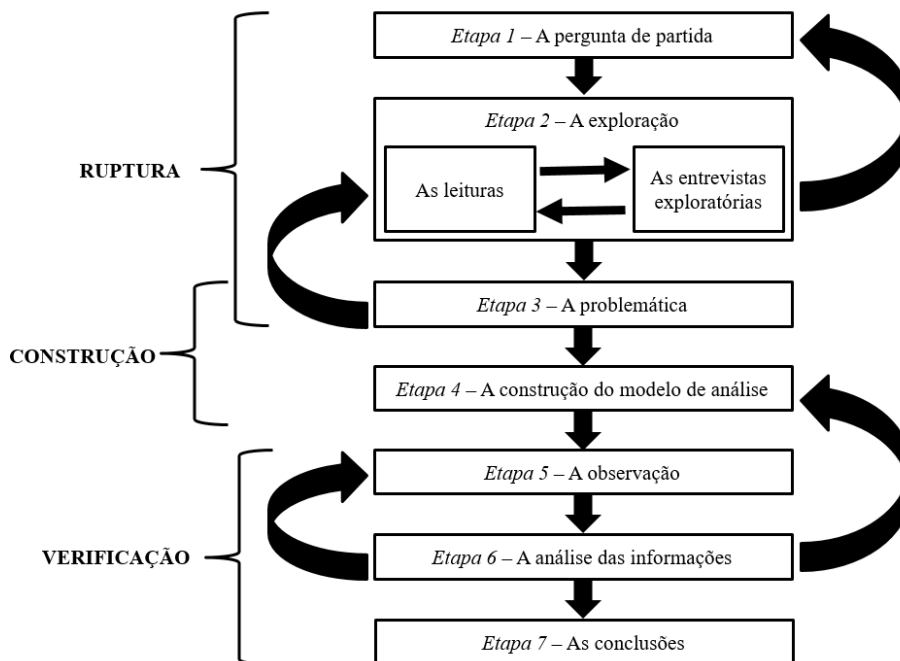 Etapa 1 – A pergunta de partida
Etapa 2 – A exploração
RUPTURA
As leituras
As entrevistas
exploratórias
Etapa 3 – A problemática
CONSTRUÇÃO
Etapa 4 – A construção do modelo de análise
Etapa 5 – A observação
VERIFICAÇÃO
Etapa 6 – A análise das informações
Etapa 7 – As conclusões